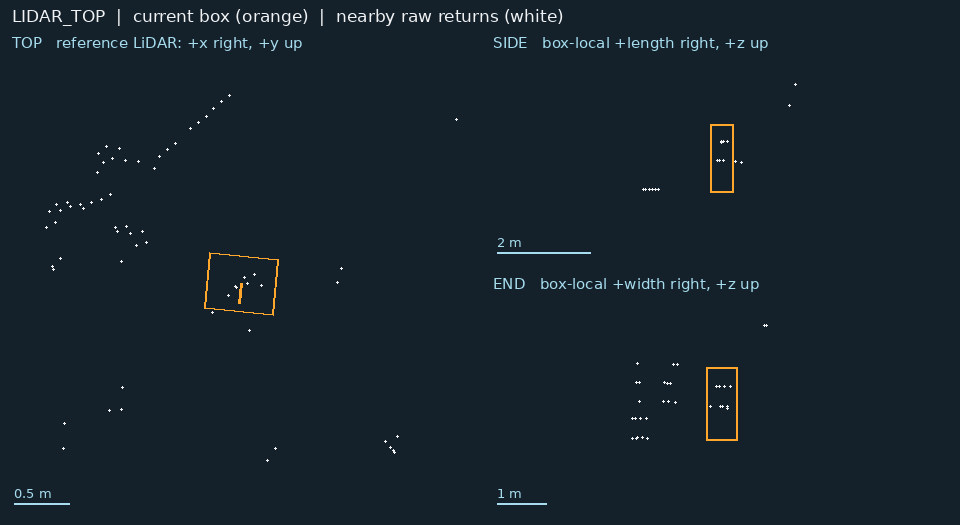 LIDAR_TOP | current box (orange) | nearby raw returns (white)
TOP reference LiDAR: +x right, +y up
SIDE box-local +length right, +z up
2 m
END box-local +width right, +z up
0.5 m
1 m